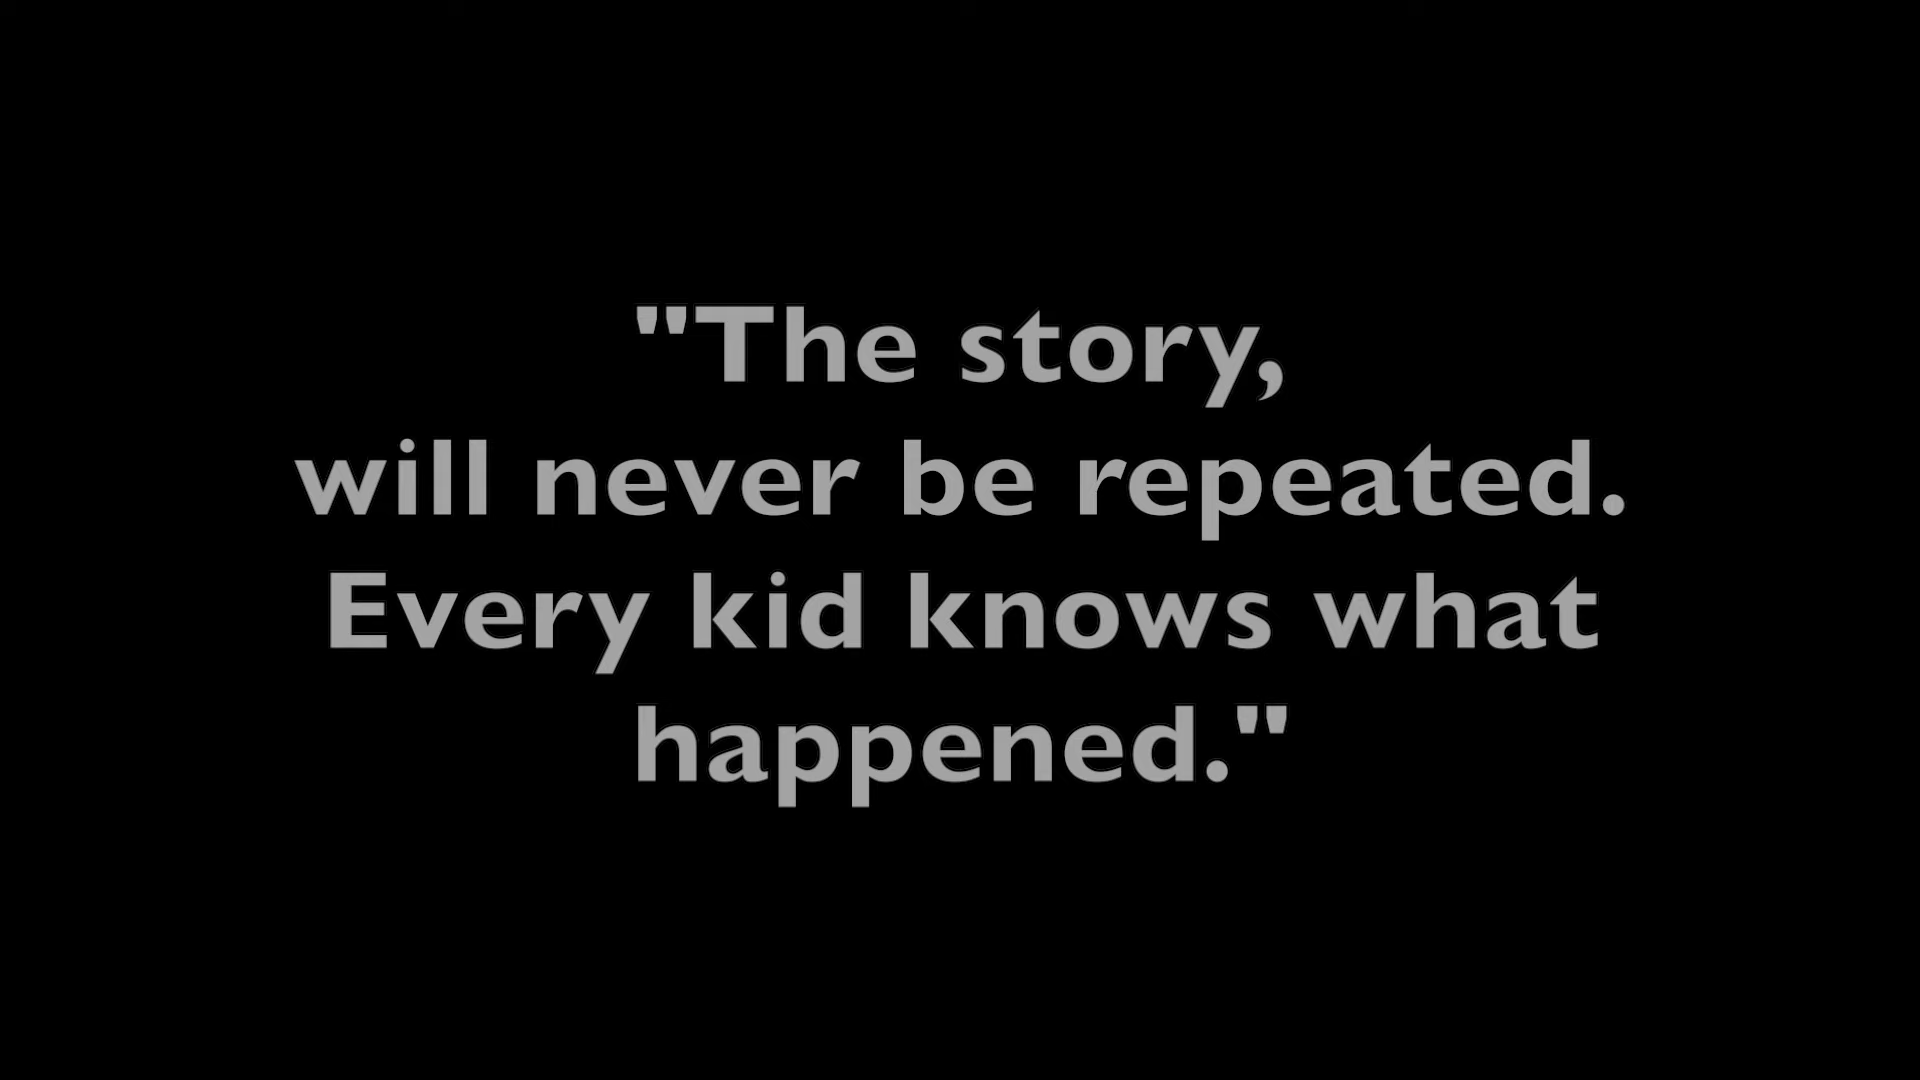 "The story,
will never be repeated.
Every kid knows what
happened."